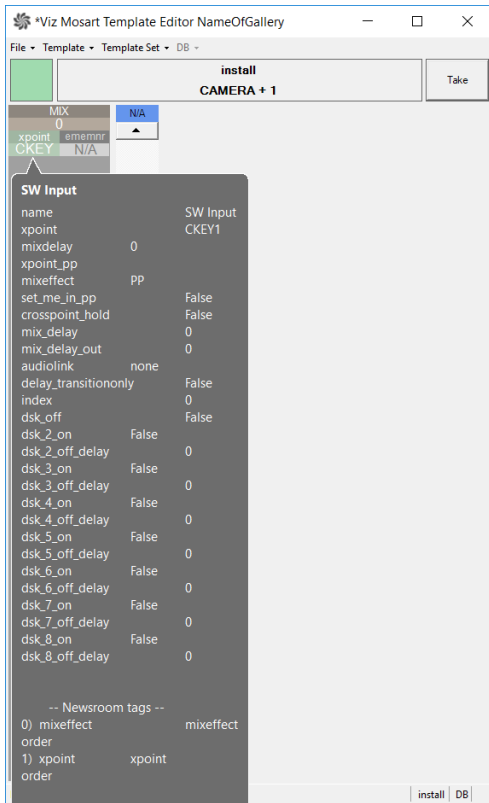 *Viz Mosart Template Editor NameOfGallery
File Template Template Set DB
install
CAMERA + 1
Take
MIX
0
xpoint ememnr
CKEY N/A
N/A
SW Input
name SW Input
xpoint CKEY1
mixdelay 0
xpoint_pp
mixeffect PP
set_me_in_pp False
crosspoint_hold False
mix_delay 0
mix_delay_out 0
audiolink none
delay_transitiononly False
index 0
dsk_off False
dsk_2_on False
dsk_2_off_delay 0
dsk_3_on False
dsk_3_off_delay 0
dsk_4_on False
dsk_4_off_delay 0
dsk_5_on False
dsk_5_off_delay 0
dsk_6_on False
dsk_6_off_delay 0
dsk_7_on False
dsk_7_off_delay 0
dsk_8_on False
dsk_8_off_delay 0
-- Newsroom tags --
0) mixeffect mixeffect
order
1) xpoint xpoint
order
install DB